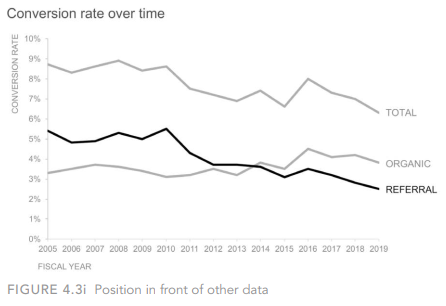 Conversion rate over time
CONVERSION RATE
10%
9%
8%
7%
6%
5%
4%
3%
2%
1%
0%
TOTAL
ORGANIC
REFERRAL
2005 2006 2007 2008 2009 2010 2011 2012 2013 2014 2015 2016 2017 2018 2019
FISCAL YEAR
FIGURE 4.3i Position in front of other data